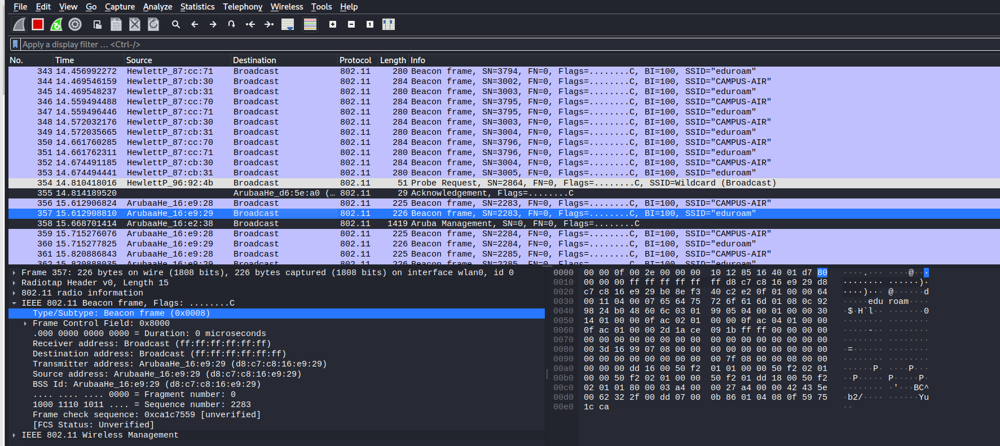 File Edit View Go Capture Analyze Statistics Telephony Wireless Tools Help
Apply a display filter … <Ctrl-/>
No. Time Source Destination Protocol Length Info
343 14.456992272 HewlettP_87:cc:71 Broadcast 802.11 280 Beacon frame, SN=3794, FN=0, Flags=........C, BI=100, SSID="eduroam"
344 14.469546159 HewlettP_87:cb:30 Broadcast 802.11 284 Beacon frame, SN=3002, FN=0, Flags=........C, BI=100, SSID="CAMPUS-AIR"
345 14.469548237 HewlettP_87:cb:31 Broadcast 802.11 280 Beacon frame, SN=3003, FN=0, Flags=........C, BI=100, SSID="eduroam"
346 14.559494488 HewlettP_87:cc:70 Broadcast 802.11 284 Beacon frame, SN=3795, FN=0, Flags=........C, BI=100, SSID="CAMPUS-AIR"
347 14.559496446 HewlettP_87:cc:71 Broadcast 802.11 280 Beacon frame, SN=3795, FN=0, Flags=........C, BI=100, SSID="eduroam"
348 14.572032176 HewlettP_87:cb:30 Broadcast 802.11 284 Beacon frame, SN=3003, FN=0, Flags=........C, BI=100, SSID="CAMPUS-AIR"
349 14.572035665 HewlettP_87:cb:31 Broadcast 802.11 280 Beacon frame, SN=3004, FN=0, Flags=........C, BI=100, SSID="eduroam"
350 14.661760285 HewlettP_87:cc:70 Broadcast 802.11 284 Beacon frame, SN=3796, FN=0, Flags=........C, BI=100, SSID="CAMPUS-AIR"
351 14.661762311 HewlettP_87:cc:71 Broadcast 802.11 280 Beacon frame, SN=3796, FN=0, Flags=........C, BI=100, SSID="eduroam"
352 14.674491185 HewlettP_87:cb:30 Broadcast 802.11 284 Beacon frame, SN=3004, FN=0, Flags=........C, BI=100, SSID="CAMPUS-AIR"
353 14.674494441 HewlettP_87:cb:31 Broadcast 802.11 280 Beacon frame, SN=3005, FN=0, Flags=........C, BI=100, SSID="eduroam"
354 14.810418016 HewlettP_96:92:4b Broadcast 802.11 51 Probe Request, SN=2864, FN=0, Flags=........C, SSID=Wildcard (Broadcast)
355 14.814189520 ArubaaHe_d6:5e:a0 (… 802.11 29 Acknowledgement, Flags=........C
356 15.612906824 ArubaaHe_16:e9:28 Broadcast 802.11 225 Beacon frame, SN=2283, FN=0, Flags=........C, BI=100, SSID="CAMPUS-AIR"
357 15.612908810 ArubaaHe_16:e9:29 Broadcast 802.11 226 Beacon frame, SN=2283, FN=0, Flags=........C, BI=100, SSID="eduroam"
358 15.668701414 ArubaaHe_16:e2:38 Broadcast 802.11 1419 Aruba Management, SN=0, FN=0, Flags=........C
359 15.715276076 ArubaaHe_16:e9:28 Broadcast 802.11 225 Beacon frame, SN=2284, FN=0, Flags=........C, BI=100, SSID="CAMPUS-AIR"
360 15.715277825 ArubaaHe_16:e9:29 Broadcast 802.11 226 Beacon frame, SN=2284, FN=0, Flags=........C, BI=100, SSID="eduroam"
361 15.820886843 ArubaaHe_16:e9:28 Broadcast 802.11 225 Beacon frame, SN=2285, FN=0, Flags=........C, BI=100, SSID="CAMPUS-AIR"
362 15.820888035 ArubaaHe_16:e9:29 Broadcast 802.11 226 Beacon frame, SN=2285, FN=0, Flags=........C, BI=100, SSID="eduroam"
Frame 357: 226 bytes on wire (1808 bits), 226 bytes captured (1808 bits) on interface wlan0, id 0
Radiotap Header v0, Length 15
802.11 radio information
IEEE 802.11 Beacon frame, Flags: ........C
Type/Subtype: Beacon frame (0x0008)
Frame Control Field: 0x8000
.000 0000 0000 0000 = Duration: 0 microseconds
Receiver address: Broadcast (ff:ff:ff:ff:ff:ff)
Destination address: Broadcast (ff:ff:ff:ff:ff:ff)
Transmitter address: ArubaaHe_16:e9:29 (d8:c7:c8:16:e9:29)
Source address: ArubaaHe_16:e9:29 (d8:c7:c8:16:e9:29)
BSS Id: ArubaaHe_16:e9:29 (d8:c7:c8:16:e9:29)
.... .... .... 0000 = Fragment number: 0
1000 1110 1011 .... = Sequence number: 2283
Frame check sequence: 0xca1c7559 [unverified]
[FCS Status: Unverified]
IEEE 802.11 Wireless Management
0000 00 00 0f 00 2e 00 00 00 10 12 85 16 40 01 d7 80 ····.··· ····@···
0010 00 00 00 ff ff ff ff ff ff d8 c7 c8 16 e9 29 d8 ········ ······)·
0020 c7 c8 16 e9 29 b0 8e f3 40 c2 e2 0f 01 00 00 64 ····)··· @······d
0030 00 11 04 00 07 65 64 75 72 6f 61 6d 01 08 0c 92 ·····edu roam····
0040 98 24 b0 48 60 6c 03 01 99 05 04 00 01 00 00 30 ·$·H`l·· ·······0
0050 14 01 00 00 0f ac 02 01 00 00 0f ac 04 01 00 00 ········ ········
0060 0f ac 01 00 00 2d 1a ce 09 1b ff ff 00 00 00 00 ·····-·· ········
0070 00 00 00 00 00 00 00 00 00 00 00 00 00 00 00 00 ········ ········
0080 00 3d 16 99 07 08 00 00 00 00 00 00 00 00 00 00 ·=······ ········
0090 00 00 00 00 00 00 00 00 00 7f 08 00 00 08 00 00 ········ ········
00a0 00 00 00 dd 16 00 50 f2 01 01 00 00 50 f2 02 01 ······P· ····P···
00b0 00 00 50 f2 02 01 00 00 50 f2 01 dd 18 00 50 f2 ··P····· P·····P·
00c0 02 01 01 80 00 03 a4 00 00 27 a4 00 00 42 43 5e ········ ·'···BC^
00d0 00 62 32 2f 00 dd 07 00 0b 86 01 04 08 0f 59 75 ·b2/···· ······Yu
00e0 1c ca ··